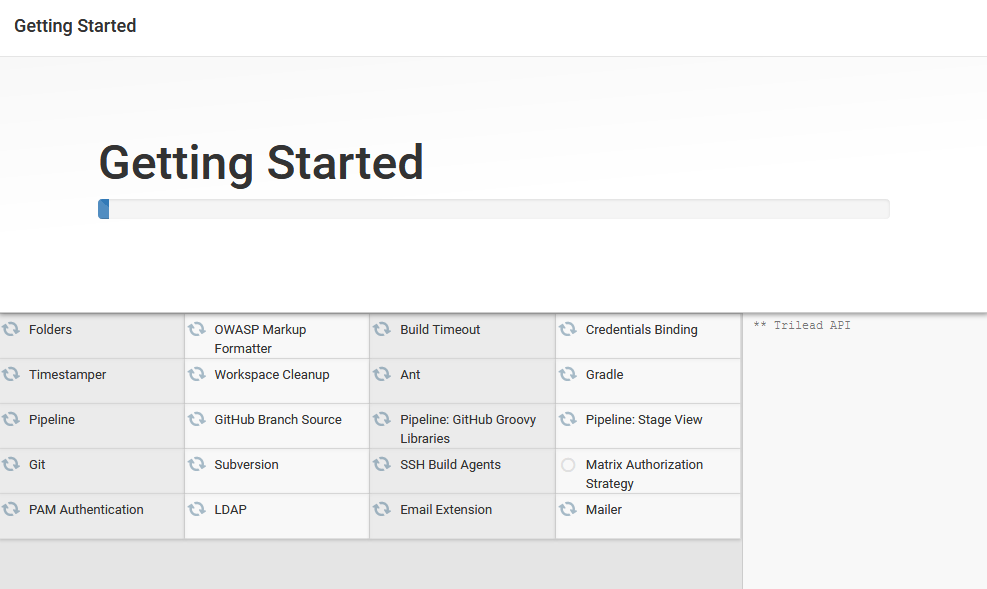 Getting Started
Getting Started
Folders
OWASP Markup
Formatter
Build Timeout
Credentials Binding
** Trilead API
Timestamper
Workspace Cleanup
Ant
Gradle
Pipeline
GitHub Branch Source
Pipeline: GitHub Groovy
Libraries
Pipeline: Stage View
Git
Subversion
SSH Build Agents
Matrix Authorization
Strategy
PAM Authentication
LDAP
Email Extension
Mailer